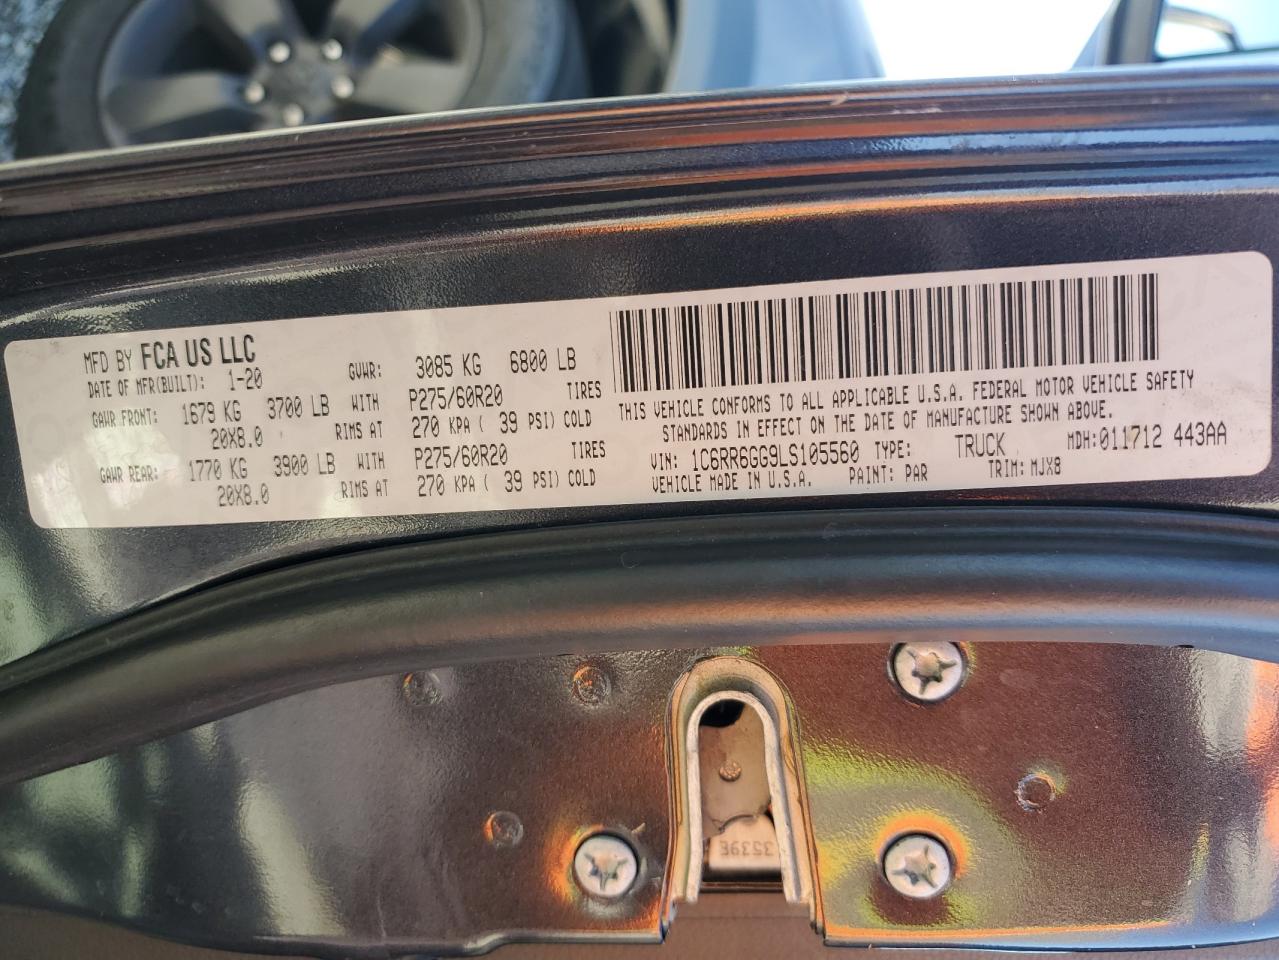 MFD BY FCA US LLC
DATE OF MFR(BUILT): 1-20 GVWR: 3085 KG 6800 LB
GAWR FRONT: 1679 KG 3700 LB WITH P275/60R20 TIRES
20X8.0 RIMS AT 270 KPA ( 39 PSI) COLD
GAWR REAR: 1770 KG 3900 LB WITH P275/60R20 TIRES
20X8.0 RIMS AT 270 KPA ( 39 PSI) COLD
THIS VEHICLE CONFORMS TO ALL APPLICABLE U.S.A. FEDERAL MOTOR VEHICLE SAFETY
STANDARDS IN EFFECT ON THE DATE OF MANUFACTURE SHOWN ABOVE.
VIN: 1C6RR6GG9LS105560 TYPE: TRUCK MDH:011712 443AA
VEHICLE MADE IN U.S.A. PAINT: PAR TRIM: MJX8
3539E